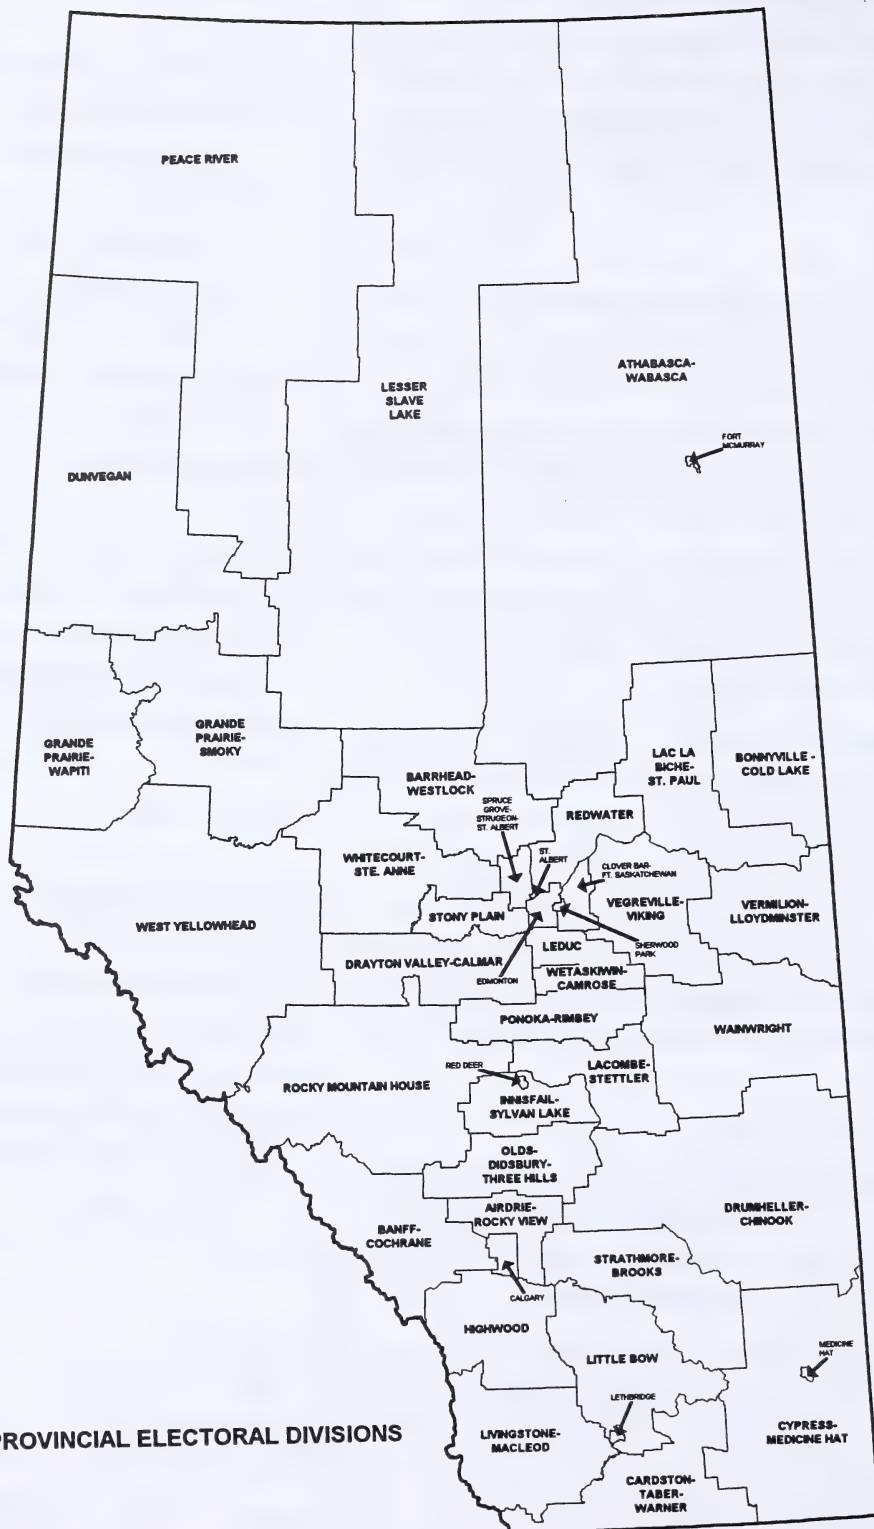 PEACE RIVER
ATHABASCA-
WABASCA
LESSER
SLAVE
LAKE
FORT
MCMURRAY
DUNVEGAN
GRANDE
PRAIRIE-
SMOKY
GRANDE
PRAIRIE-
WAPITI
LAC LA
BICHE-
ST. PAUL
BONNYVILLE -
COLD LAKE
BARRHEAD-
WESTLOCK
SPRUCE
GROVE-
STRUGEON-
ST. ALBERT
REDWATER
ST.
ALBERT
WHITECOURT-
STE. ANNE
CLOVER BAR-
FT. SASKATCHEWAN
VEGREVILLE-
VIKING
VERMILION-
LLOYDMINSTER
STONY PLAIN
WEST YELLOWHEAD
LEDUC
SHERWOOD
PARK
DRAYTON VALLEY-CALMAR
EDMONTON
WETASKIWIN-
CAMROSE
PONOKA-RIMBEY
WAINWRIGHT
RED DEER
LACOMBE-
STETTLER
ROCKY MOUNTAIN HOUSE
INNISFAIL-
SYLVAN LAKE
OLDS-
DIDSBURY-
THREE HILLS
AIRDRIE-
ROCKY VIEW
DRUMHELLER-
CHINOOK
BANFF-
COCHRANE
STRATHMORE-
BROOKS
CALGARY
HIGHWOOD
LITTLE BOW
MEDICINE
HAT
LETHBRIDGE
CYPRESS-
MEDICINE HAT
LIVINGSTONE-
MACLEOD
PROVINCIAL ELECTORAL DIVISIONS
CARDSTON-
TABER-
WARNER